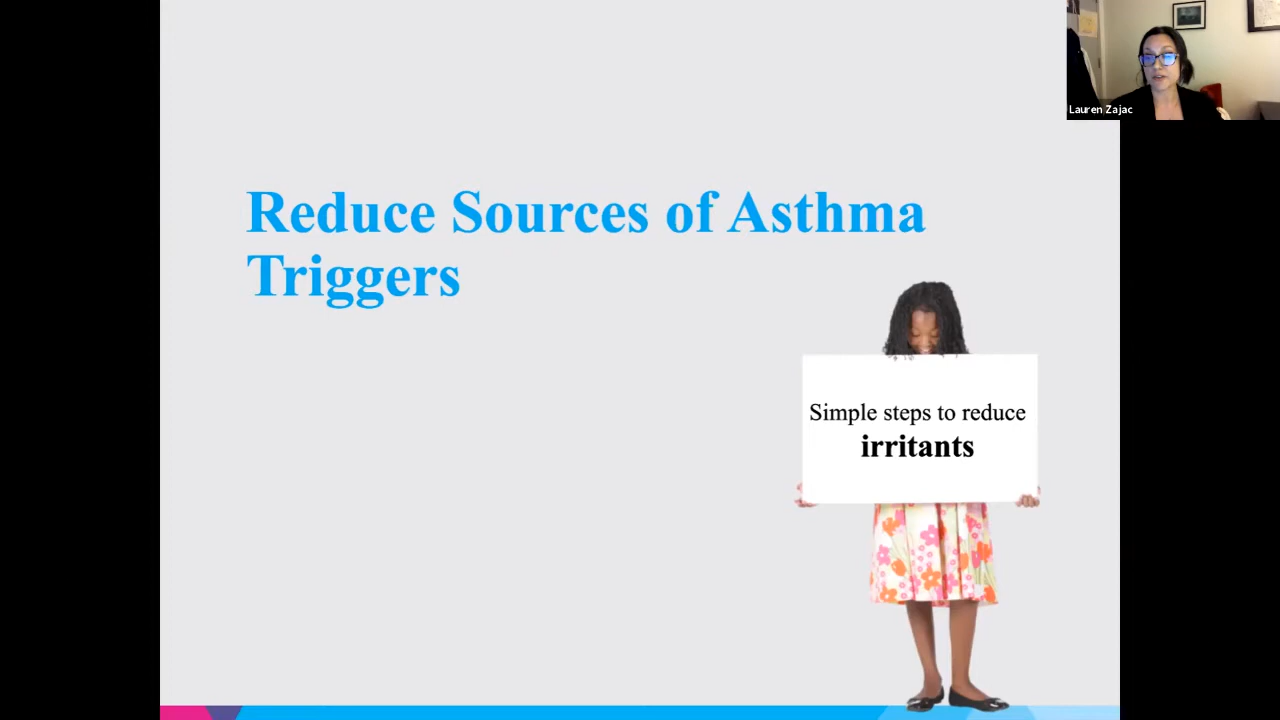 Lauren Zajac
Reduce Sources of Asthma
Triggers
Simple steps to reduce
irritants